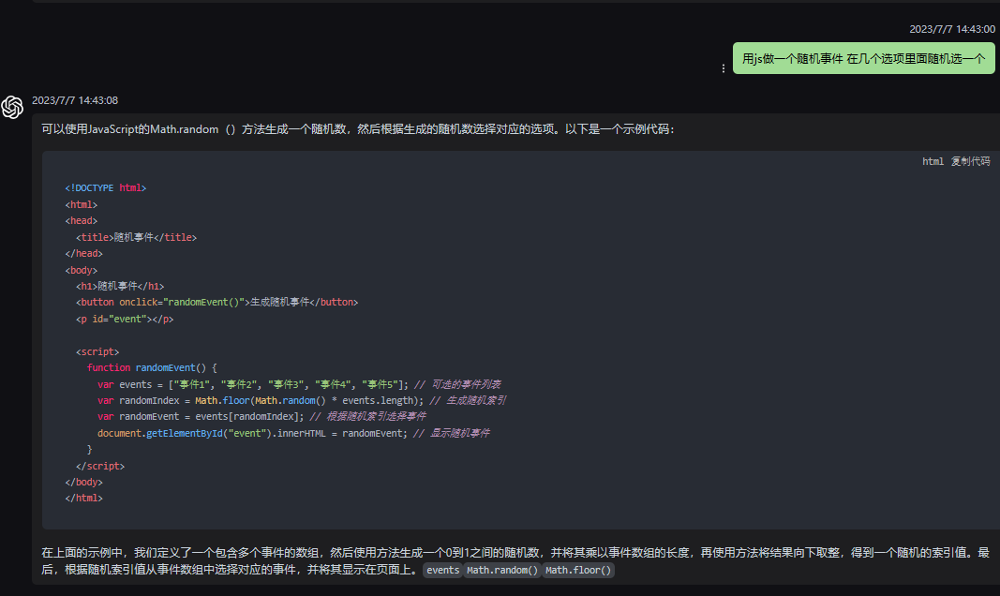 2023/7/7 14:43:00
用js做一个随机事件 在几个选项里面随机选一个
2023/7/7 14:43:08
可以使用JavaScript的Math.random（）方法生成一个随机数，然后根据生成的随机数选择对应的选项。以下是一个示例代码：
html 复制代码
<!DOCTYPE html>
<html>
<head>
<title>随机事件</title>
</head>
<body>
<h1>随机事件</h1>
<button onclick="randomEvent()">生成随机事件</button>
<p id="event"></p>
<script>
function randomEvent() {
var events = ["事件1", "事件2", "事件3", "事件4", "事件5"]; // 可选的事件列表
var randomIndex = Math.floor(Math.random() * events.length); // 生成随机索引
var randomEvent = events[randomIndex]; // 根据随机索引选择事件
document.getElementById("event").innerHTML = randomEvent; // 显示随机事件
}
</script>
</body>
</html>
在上面的示例中，我们定义了一个包含多个事件的数组，然后使用方法生成一个0到1之间的随机数，并将其乘以事件数组的长度，再使用方法将结果向下取整，得到一个随机的索引值。最
后，根据随机索引值从事件数组中选择对应的事件，并将其显示在页面上。 events Math.random() Math.floor()